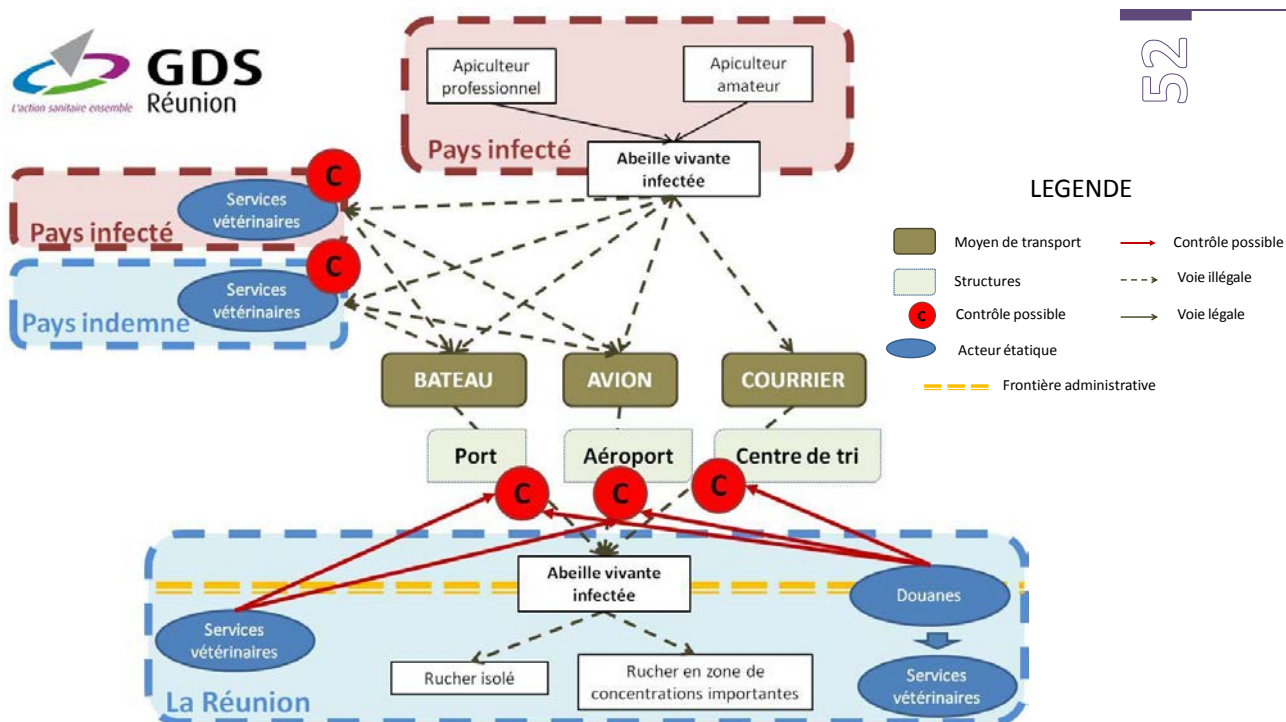 GDS
Réunion
L'action sanitaire ensemble
52
Apiculteur
professionnel
Apiculteur
amateur
Pays infecté
Abeille vivante
infectée
C
Services
vétérinaires
Pays infecté
C
Services
vétérinaires
Pays indemne
LEGENDE
Moyen de transport
Contrôle possible
Structures
Voie illégale
C
Contrôle possible
Voie légale
Acteur étatique
Frontière administrative
BATEAU
AVION
COURRIER
Port
Aéroport
Centre de tri
C
C
C
Abeille vivante
infectée
Douanes
Services
vétérinaires
Rucher isolé
Rucher en zone de
concentrations importantes
Services
vétérinaires
La Réunion